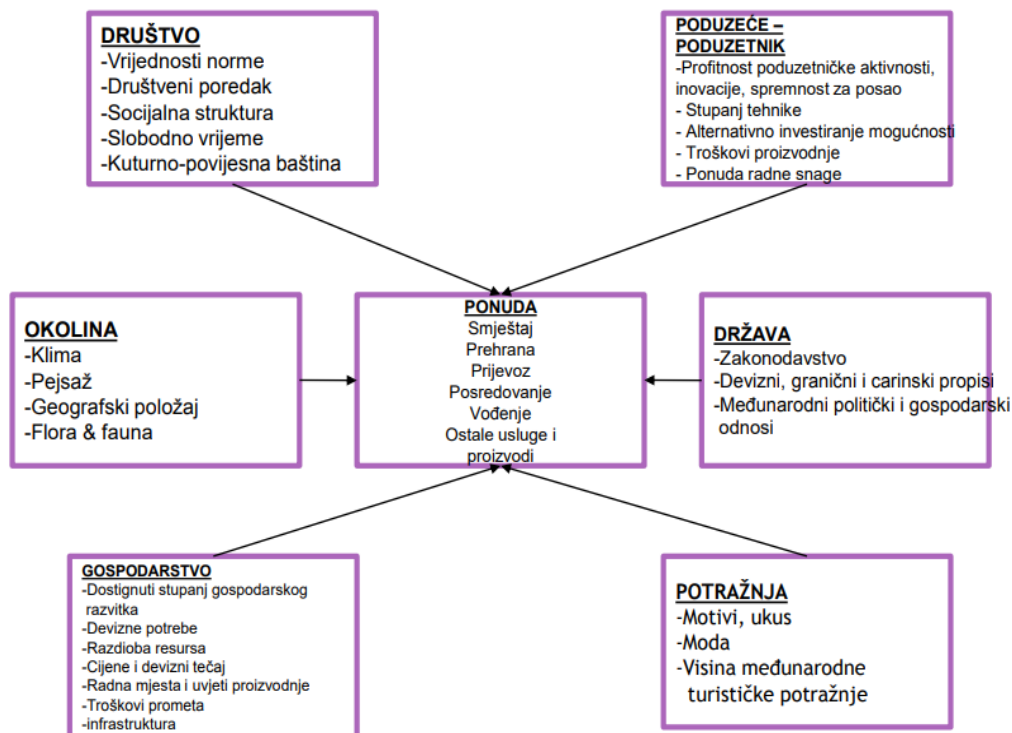 DRUŠTVO
-Vrijednosti norme
-Društveni poredak
-Socijalna struktura
-Slobodno vrijeme
-Kuturno-povijesna baština
PODUZEĆE –
PODUZETNIK
-Profitnost poduzetničke aktivnosti,
inovacije, spremnost za posao
- Stupanj tehnike
- Alternativno investiranje mogućnosti
- Troškovi proizvodnje
- Ponuda radne snage
OKOLINA
-Klima
-Pejsaž
-Geografski položaj
-Flora & fauna
PONUDA
Smještaj
Prehrana
Prijevoz
Posredovanje
Vođenje
Ostale usluge i
proizvodi
DRŽAVA
-Zakonodavstvo
-Devizni, granični i carinski propisi
-Međunarodni politički i gospodarski
odnosi
GOSPODARSTVO
-Dostignuti stupanj gospodarskog
razvitka
-Devizne potrebe
-Razdioba resursa
-Cijene i devizni tečaj
-Radna mjesta i uvjeti proizvodnje
-Troškovi prometa
-infrastruktura
POTRAŽNJA
-Motivi, ukus
-Moda
-Visina međunarodne
turističke potražnje